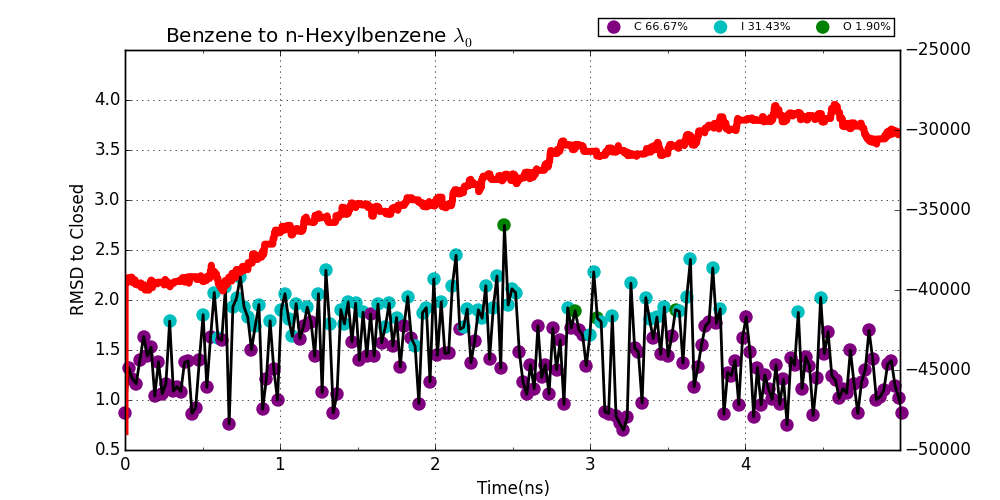 Benzene to n-Hexylbenzene λ0
C 66.67% I 31.43% O 1.90%
4.0
3.5
3.0
2.5
2.0
1.5
1.0
0.5
RMSD to Closed
−25000
−30000
−35000
−40000
−45000
−50000
0 1 2 3 4
Time(ns)